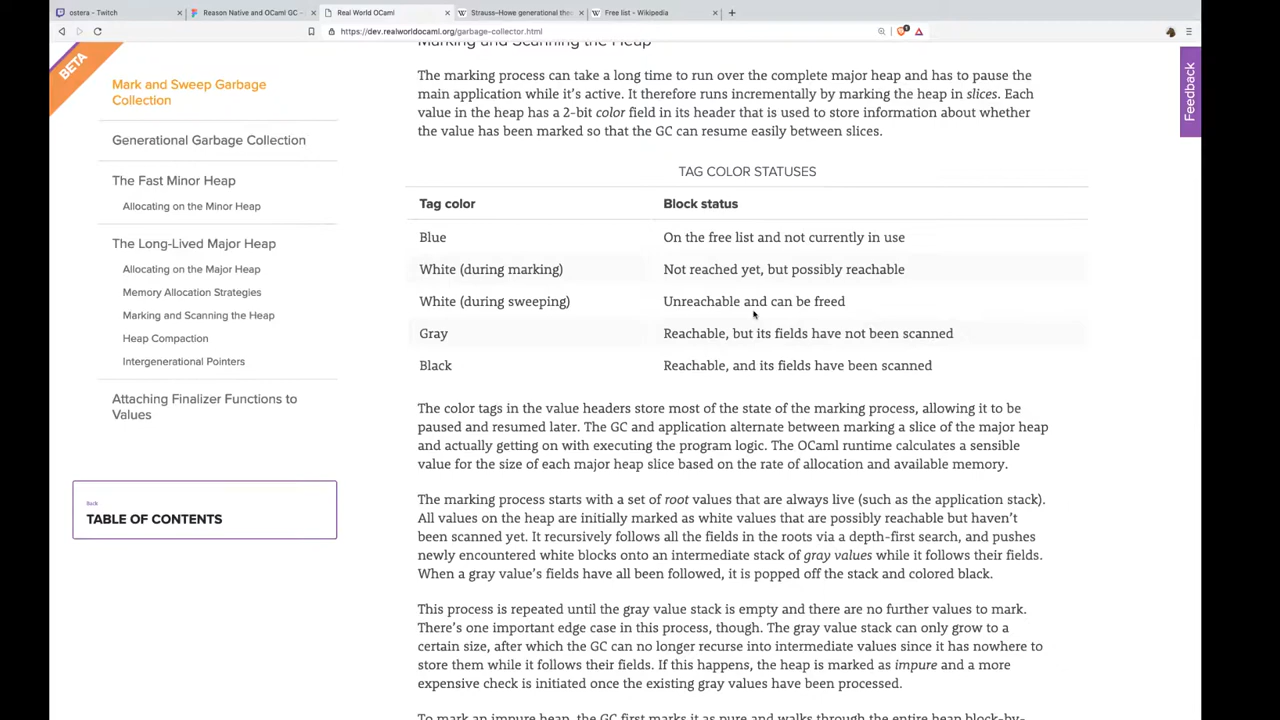 ostera – Twitch
Reason Native and OCaml GC -
Real World OCaml
Strauss–Howe generational the
Free list - Wikipedia
https://dev.realworldocaml.org/garbage-collector.html
BETA
Feedback
Mark and Sweep Garbage
Collection
Generational Garbage Collection
The Fast Minor Heap
Allocating on the Minor Heap
The Long-Lived Major Heap
Allocating on the Major Heap
Memory Allocation Strategies
Marking and Scanning the Heap
Heap Compaction
Intergenerational Pointers
Attaching Finalizer Functions to
Values
Back
TABLE OF CONTENTS
Marking and Scanning the Heap
The marking process can take a long time to run over the complete major heap and has to pause the
main application while it's active. It therefore runs incrementally by marking the heap in slices. Each
value in the heap has a 2-bit color field in its header that is used to store information about whether
the value has been marked so that the GC can resume easily between slices.
TAG COLOR STATUSES
Tag color Block status
Blue On the free list and not currently in use
White (during marking) Not reached yet, but possibly reachable
White (during sweeping) Unreachable and can be freed
Gray Reachable, but its fields have not been scanned
Black Reachable, and its fields have been scanned
The color tags in the value headers store most of the state of the marking process, allowing it to be
paused and resumed later. The GC and application alternate between marking a slice of the major heap
and actually getting on with executing the program logic. The OCaml runtime calculates a sensible
value for the size of each major heap slice based on the rate of allocation and available memory.
The marking process starts with a set of root values that are always live (such as the application stack).
All values on the heap are initially marked as white values that are possibly reachable but haven't
been scanned yet. It recursively follows all the fields in the roots via a depth-first search, and pushes
newly encountered white blocks onto an intermediate stack of gray values while it follows their fields.
When a gray value's fields have all been followed, it is popped off the stack and colored black.
This process is repeated until the gray value stack is empty and there are no further values to mark.
There's one important edge case in this process, though. The gray value stack can only grow to a
certain size, after which the GC can no longer recurse into intermediate values since it has nowhere to
store them while it follows their fields. If this happens, the heap is marked as impure and a more
expensive check is initiated once the existing gray values have been processed.
To mark an impure heap, the GC first marks it as pure and walks through the entire heap block-by-